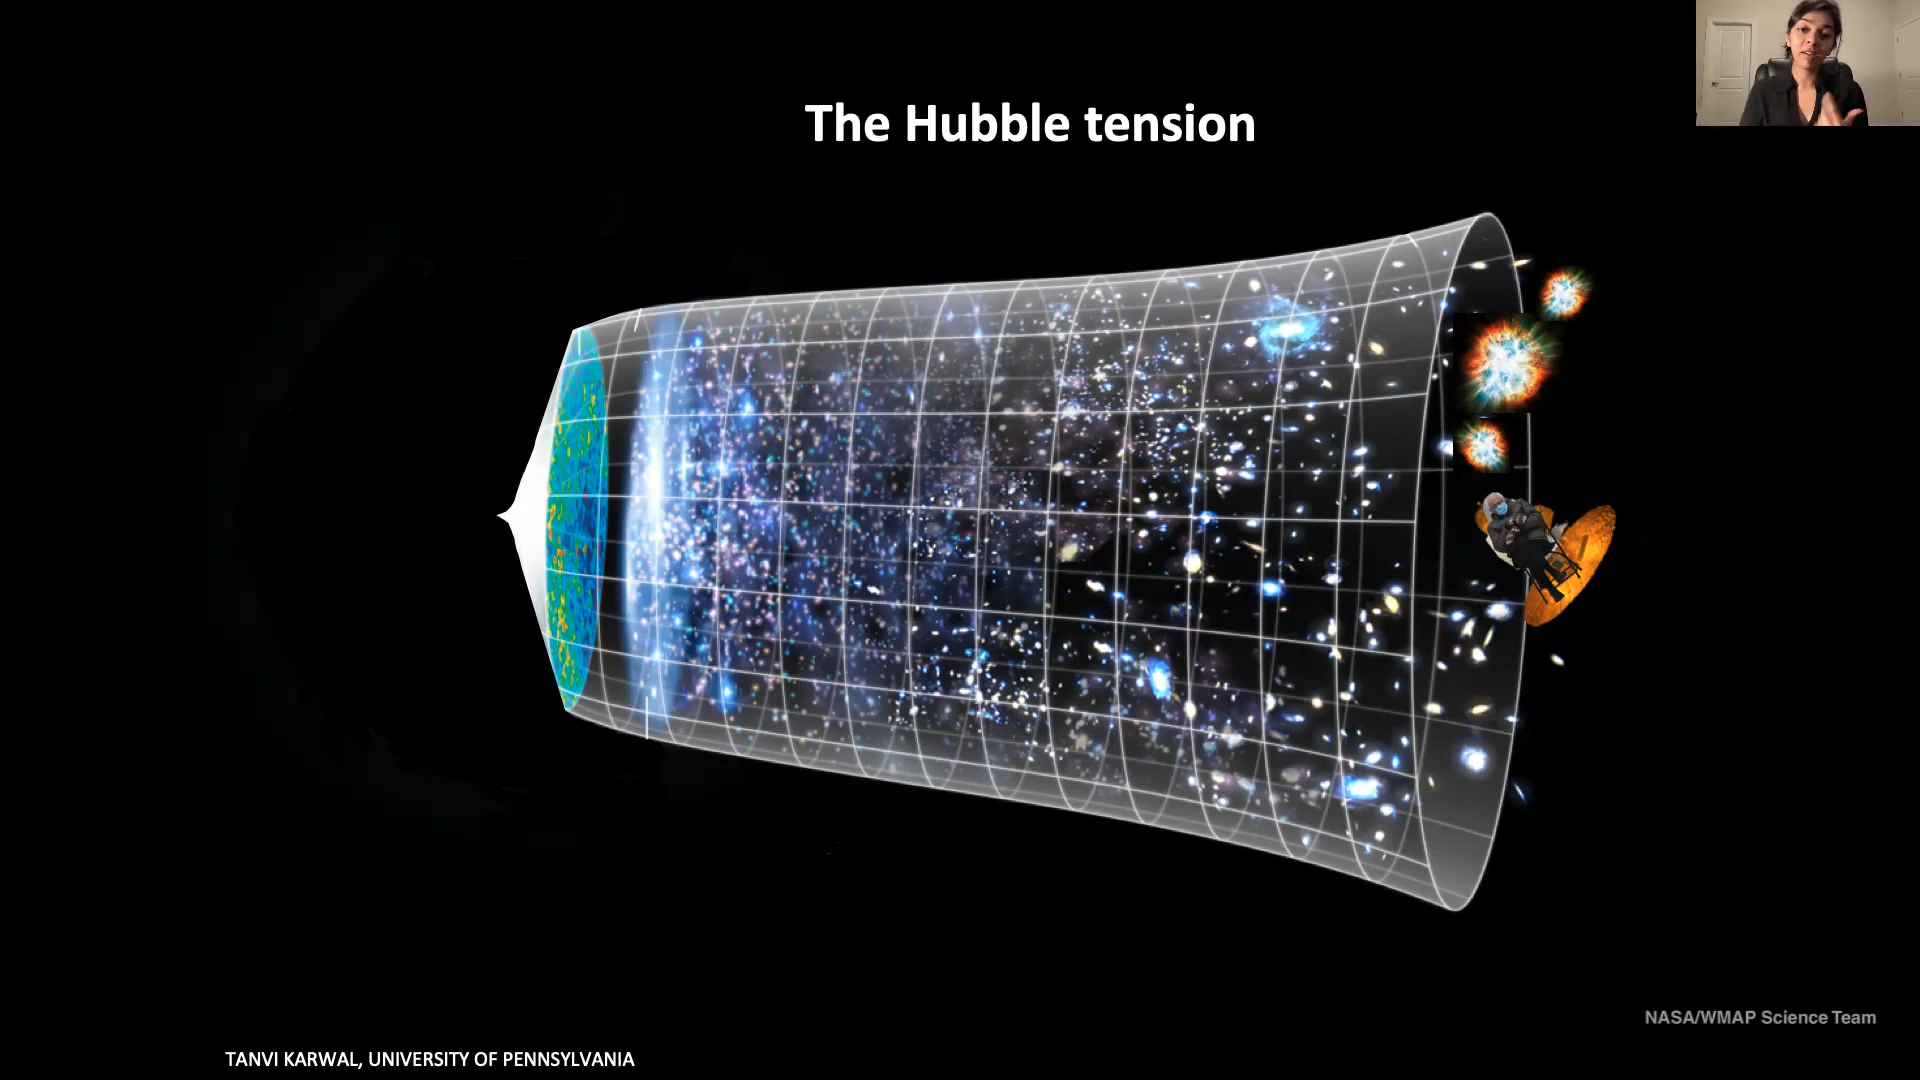 The Hubble tension
NASA/WMAP Science Team
TANVI KARWAL, UNIVERSITY OF PENNSYLVANIA